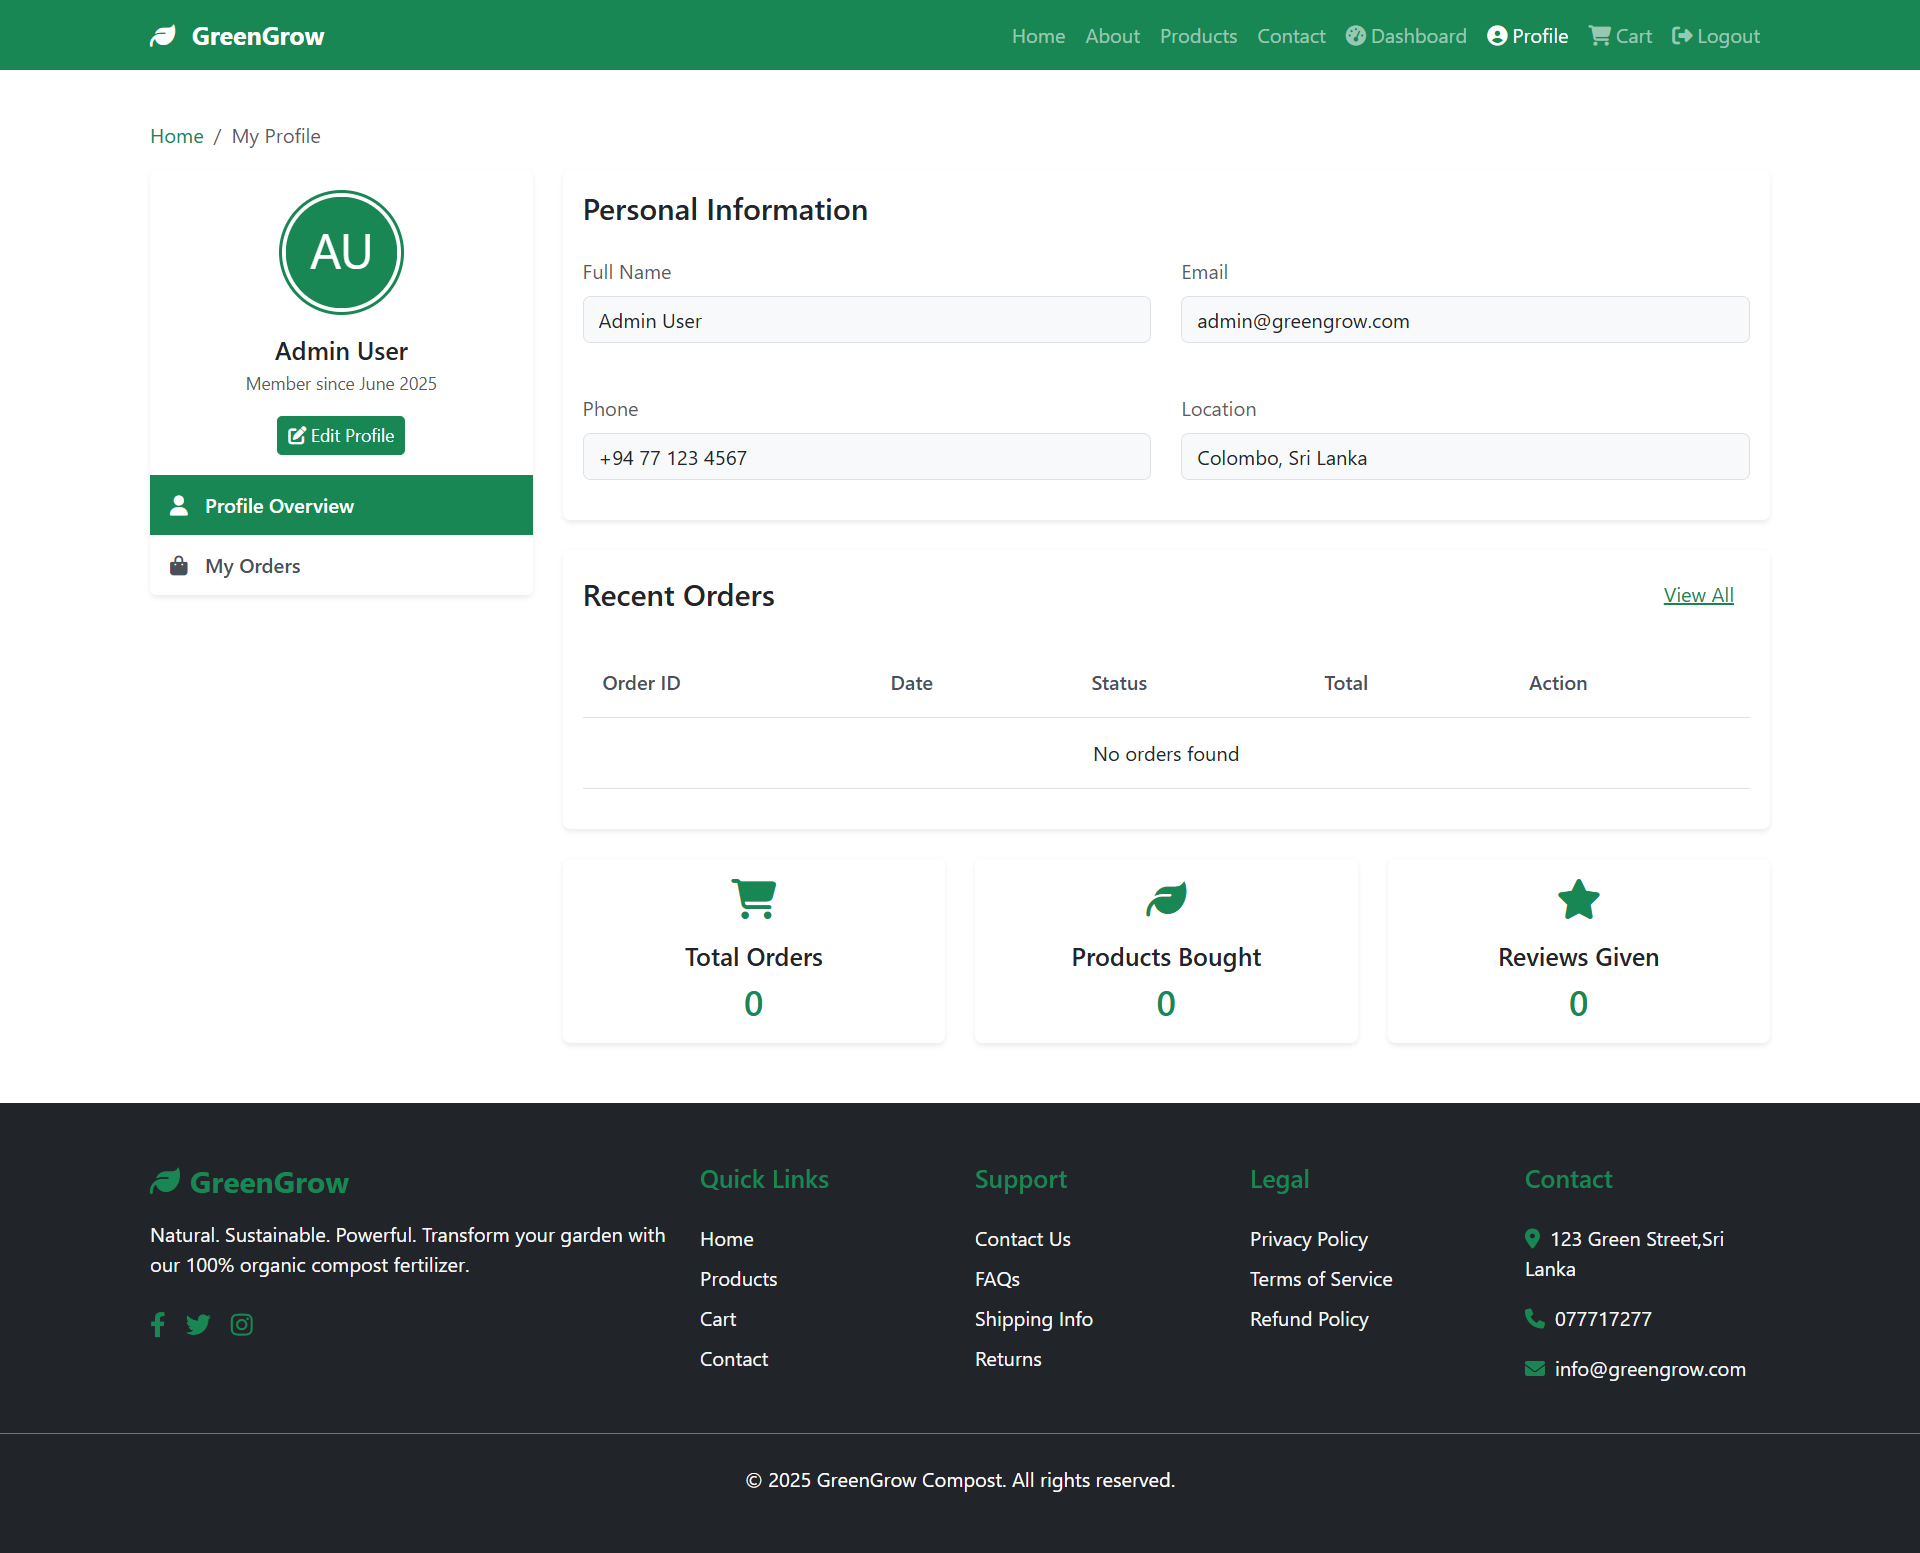 GreenGrow
Home About Products Contact Dashboard Profile Cart Logout
Home / My Profile
AU
Admin User
Member since June 2025
Edit Profile
Profile Overview
My Orders
Personal Information
Full Name Email
Admin User admin@greengrow.com
Phone Location
+94 77 123 4567 Colombo, Sri Lanka
Recent Orders View All
Order ID Date Status Total Action
No orders found
Total Orders Products Bought Reviews Given
0 0 0
GreenGrow
Natural. Sustainable. Powerful. Transform your garden with
our 100% organic compost fertilizer.
Quick Links
Home
Products
Cart
Contact
Support
Contact Us
FAQs
Shipping Info
Returns
Legal
Privacy Policy
Terms of Service
Refund Policy
Contact
123 Green Street,Sri
Lanka
077717277
info@greengrow.com
© 2025 GreenGrow Compost. All rights reserved.